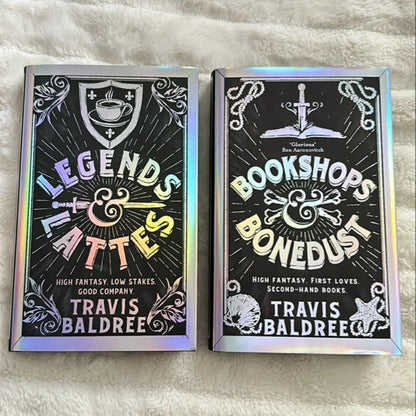 LEGENDS
&
LATTES
HIGH FANTASY. LOW STAKES.
GOOD COMPANY.
TRAVIS
BALDREE
'Glorious'
Ben Aaronovitch
BOOKSHOPS
&
BONEDUST
HIGH FANTASY. FIRST LOVES.
SECOND-HAND BOOKS.
TRAVIS
BALDREE